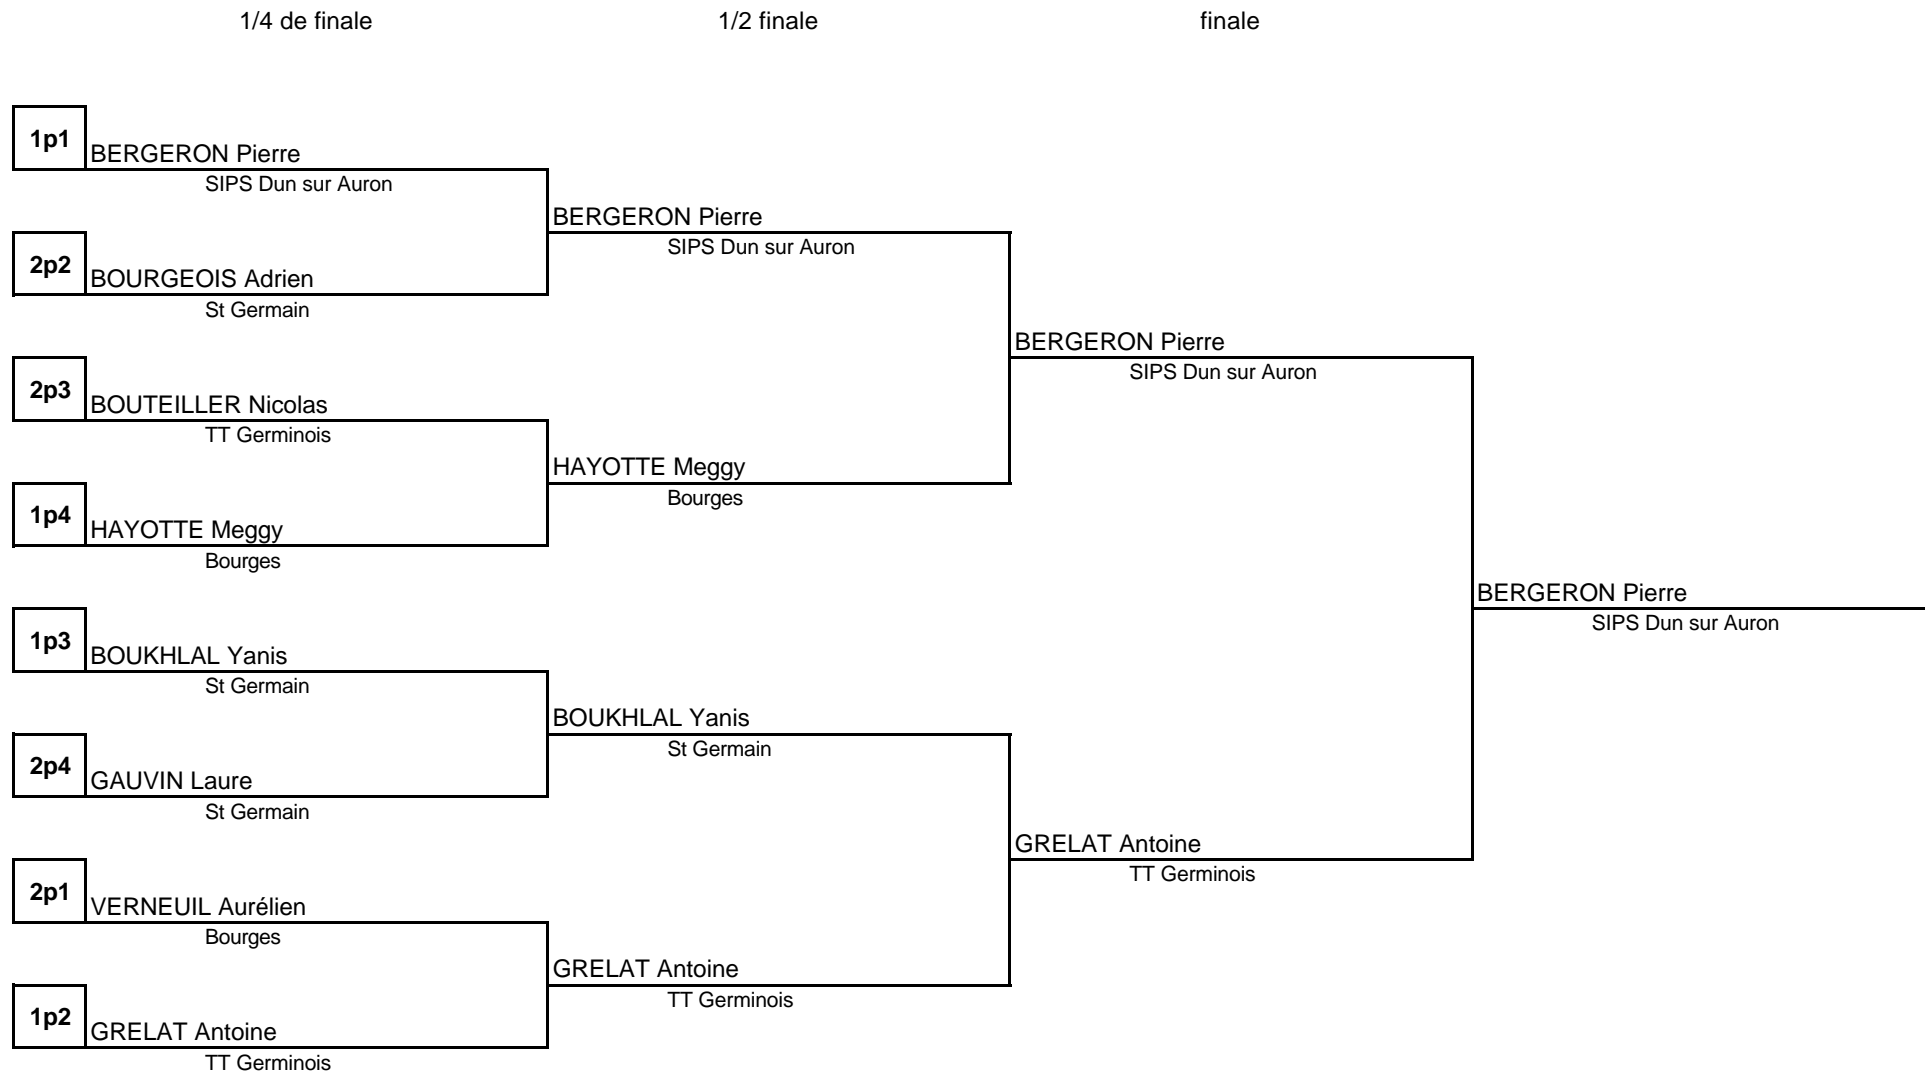 1/4 de finale
1/2 finale
finale
1p1
BERGERON Pierre
SIPS Dun sur Auron
2p2
BOURGEOIS Adrien
St Germain
2p3
BOUTEILLER Nicolas
TT Germinois
1p4
HAYOTTE Meggy
Bourges
1p3
BOUKHLAL Yanis
St Germain
2p4
GAUVIN Laure
St Germain
2p1
VERNEUIL Aurélien
Bourges
1p2
GRELAT Antoine
TT Germinois
BERGERON Pierre
SIPS Dun sur Auron
HAYOTTE Meggy
Bourges
BOUKHLAL Yanis
St Germain
GRELAT Antoine
TT Germinois
BERGERON Pierre
SIPS Dun sur Auron
GRELAT Antoine
TT Germinois
BERGERON Pierre
SIPS Dun sur Auron